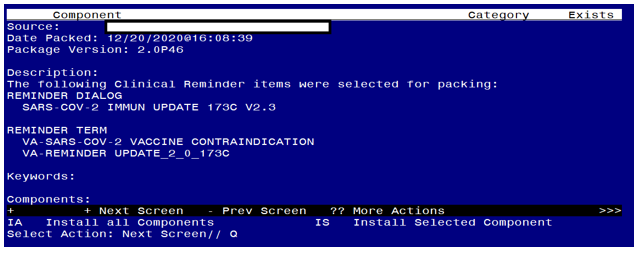 Component Category Exists
Source:
Date Packed: 12/20/2020@16:08:39
Package Version: 2.0P46
Description:
The following Clinical Reminder items were selected for packing:
REMINDER DIALOG
SARS-COV-2 IMMUN UPDATE 173C V2.3
REMINDER TERM
VA-SARS-COV-2 VACCINE CONTRAINDICATION
VA-REMINDER UPDATE_2_0_173C
Keywords:
Components:
+ + Next Screen - Prev Screen ?? More Actions >>>
IA Install all Components IS Install Selected Component
Select Action: Next Screen// Q